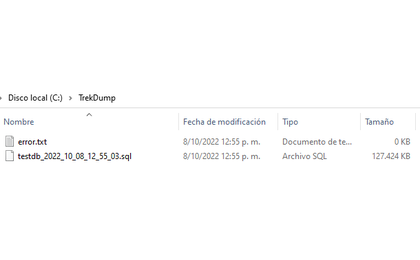 Disco local (C:) > TrekDump
Nombre Fecha de modificación Tipo Tamaño
error.txt 8/10/2022 12:55 p. m. Documento de te... 0 KB
testdb_2022_10_08_12_55_03.sql 8/10/2022 12:55 p. m. Archivo SQL 127.424 KB